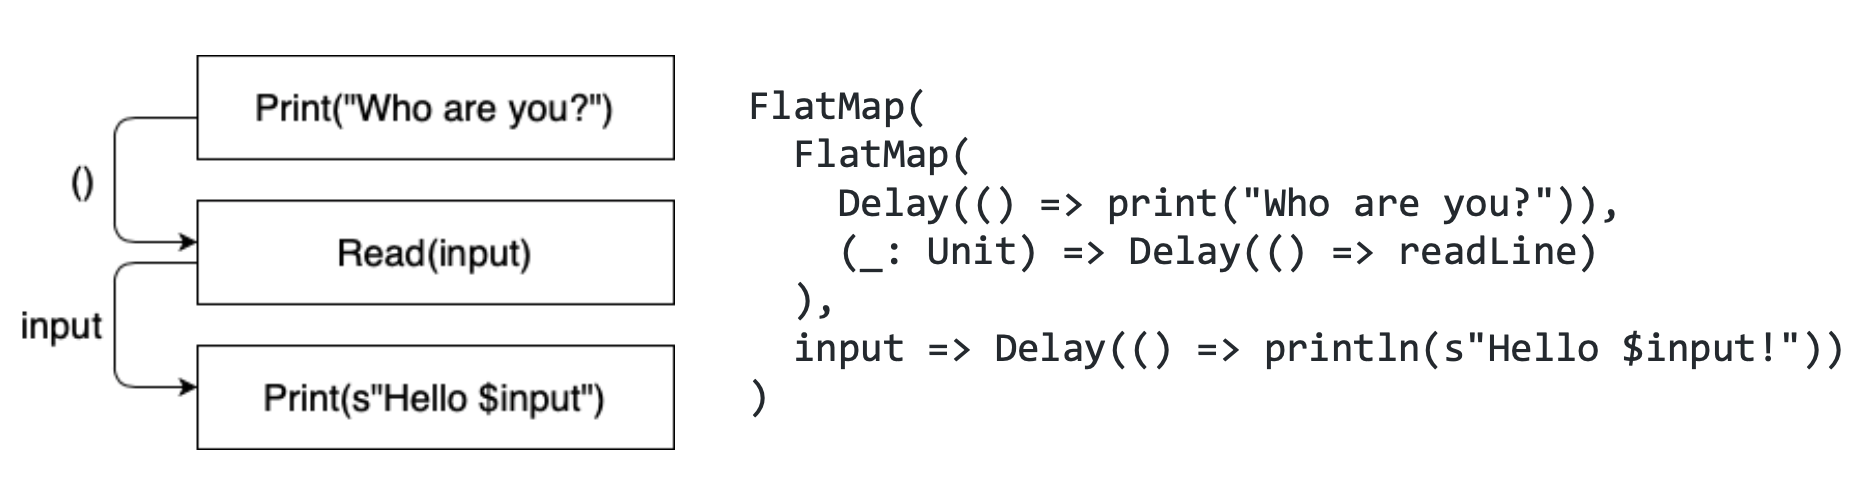 Print("Who are you?")
()
Read(input)
input
Print(s"Hello $input")
FlatMap(
  FlatMap(
    Delay(() => print("Who are you?")),
    (_: Unit) => Delay(() => readLine)
  ),
  input => Delay(() => println(s"Hello $input!"))
)